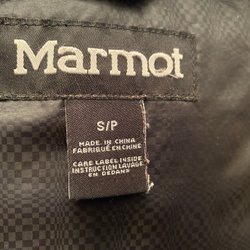 Marmot
S/P
MADE IN CHINA
FABRIQUÉ EN CHINE
CARE LABEL INSIDE
INSTRUCTION LAVAGE
EN DEDANS